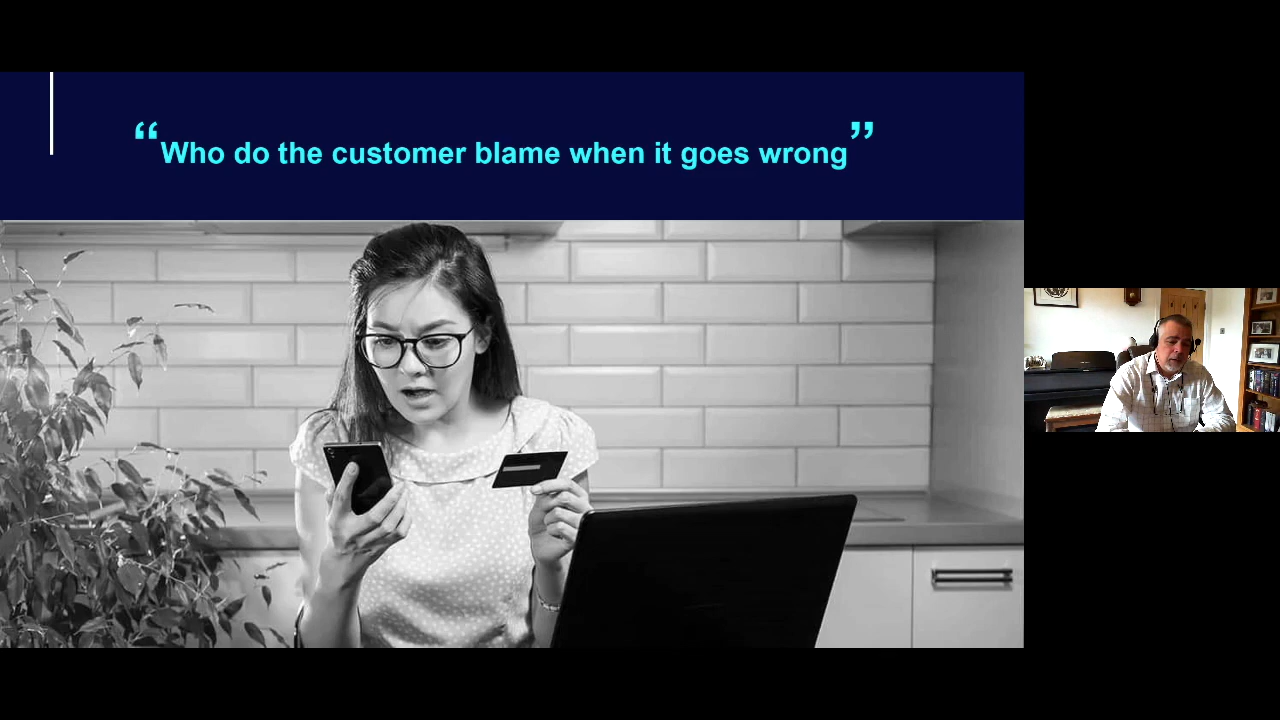 “Who do the customer blame when it goes wrong”